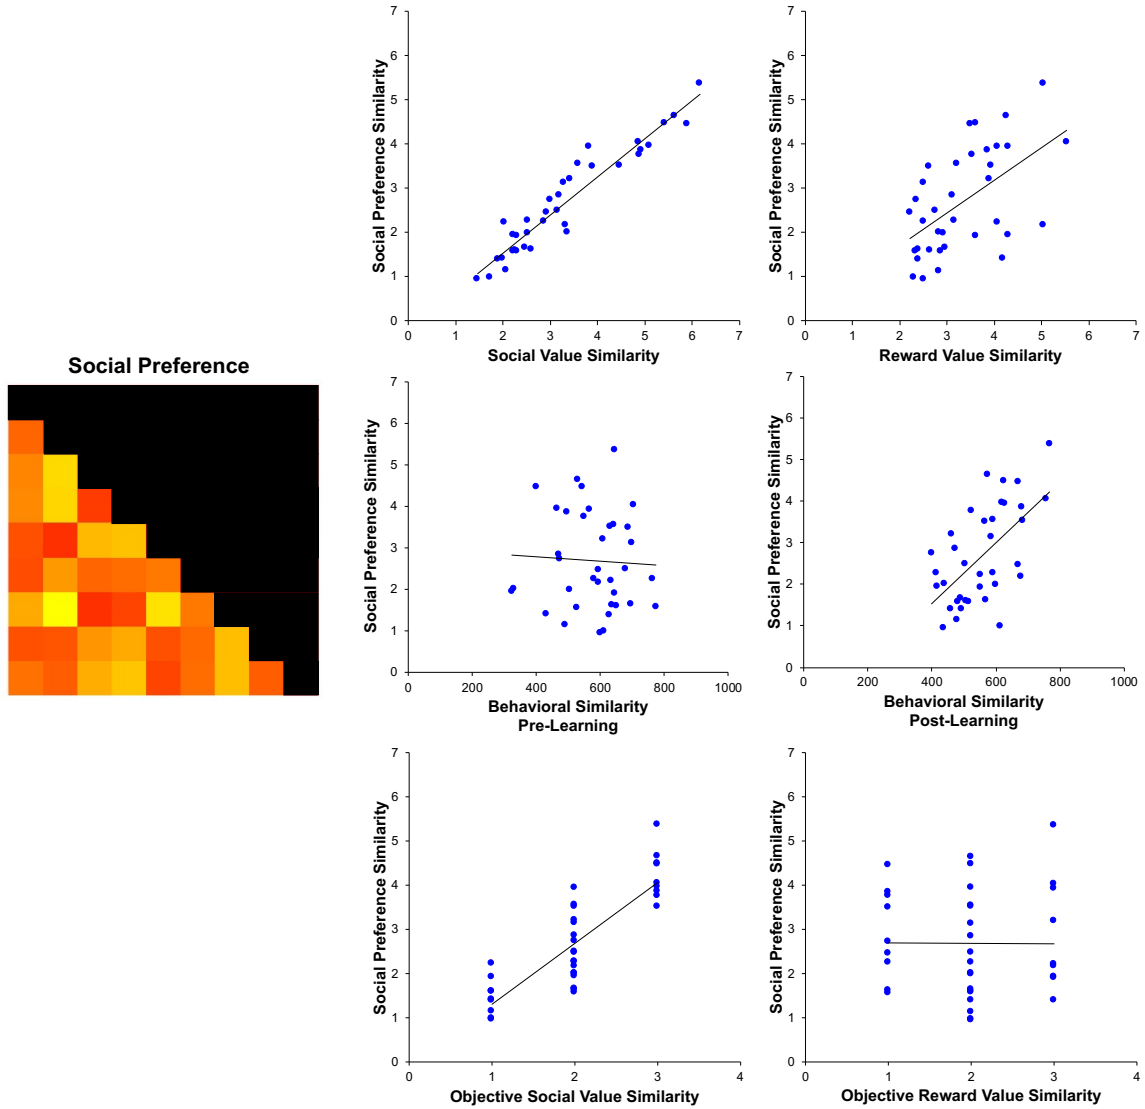 Social Preference
7
6
5
4
3
2
1
0
Social Preference Similarity
0 1 2 3 4 5 6 7
Social Value Similarity
7
6
5
4
3
2
1
0
Social Preference Similarity
0 1 2 3 4 5 6 7
Reward Value Similarity
7
6
5
4
3
2
1
0
Social Preference Similarity
0 200 400 600 800 1000
Behavioral Similarity
Pre-Learning
7
6
5
4
3
2
1
0
Social Preference Similarity
0 200 400 600 800 1000
Behavioral Similarity
Post-Learning
7
6
5
4
3
2
1
0
Social Preference Similarity
0 1 2 3 4
Objective Social Value Similarity
7
6
5
4
3
2
1
0
Social Preference Similarity
0 1 2 3 4
Objective Reward Value Similarity